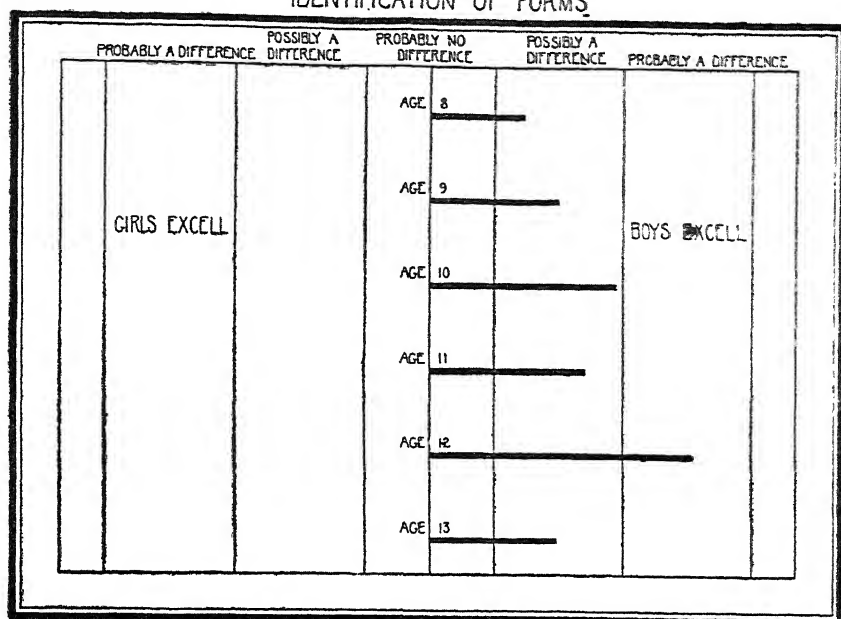 IDENTIFICATION OF FORMS
PROBABLY A DIFFERENCE
POSSIBLY A
DIFFERENCE
PROBABLY NO
DIFFERENCE
POSSIBLY A
DIFFERENCE
PROBABLY A DIFFERENCE
AGE 8
AGE 9
GIRLS EXCELL
BOYS EXCELL
AGE 10
AGE 11
AGE 12
AGE 13